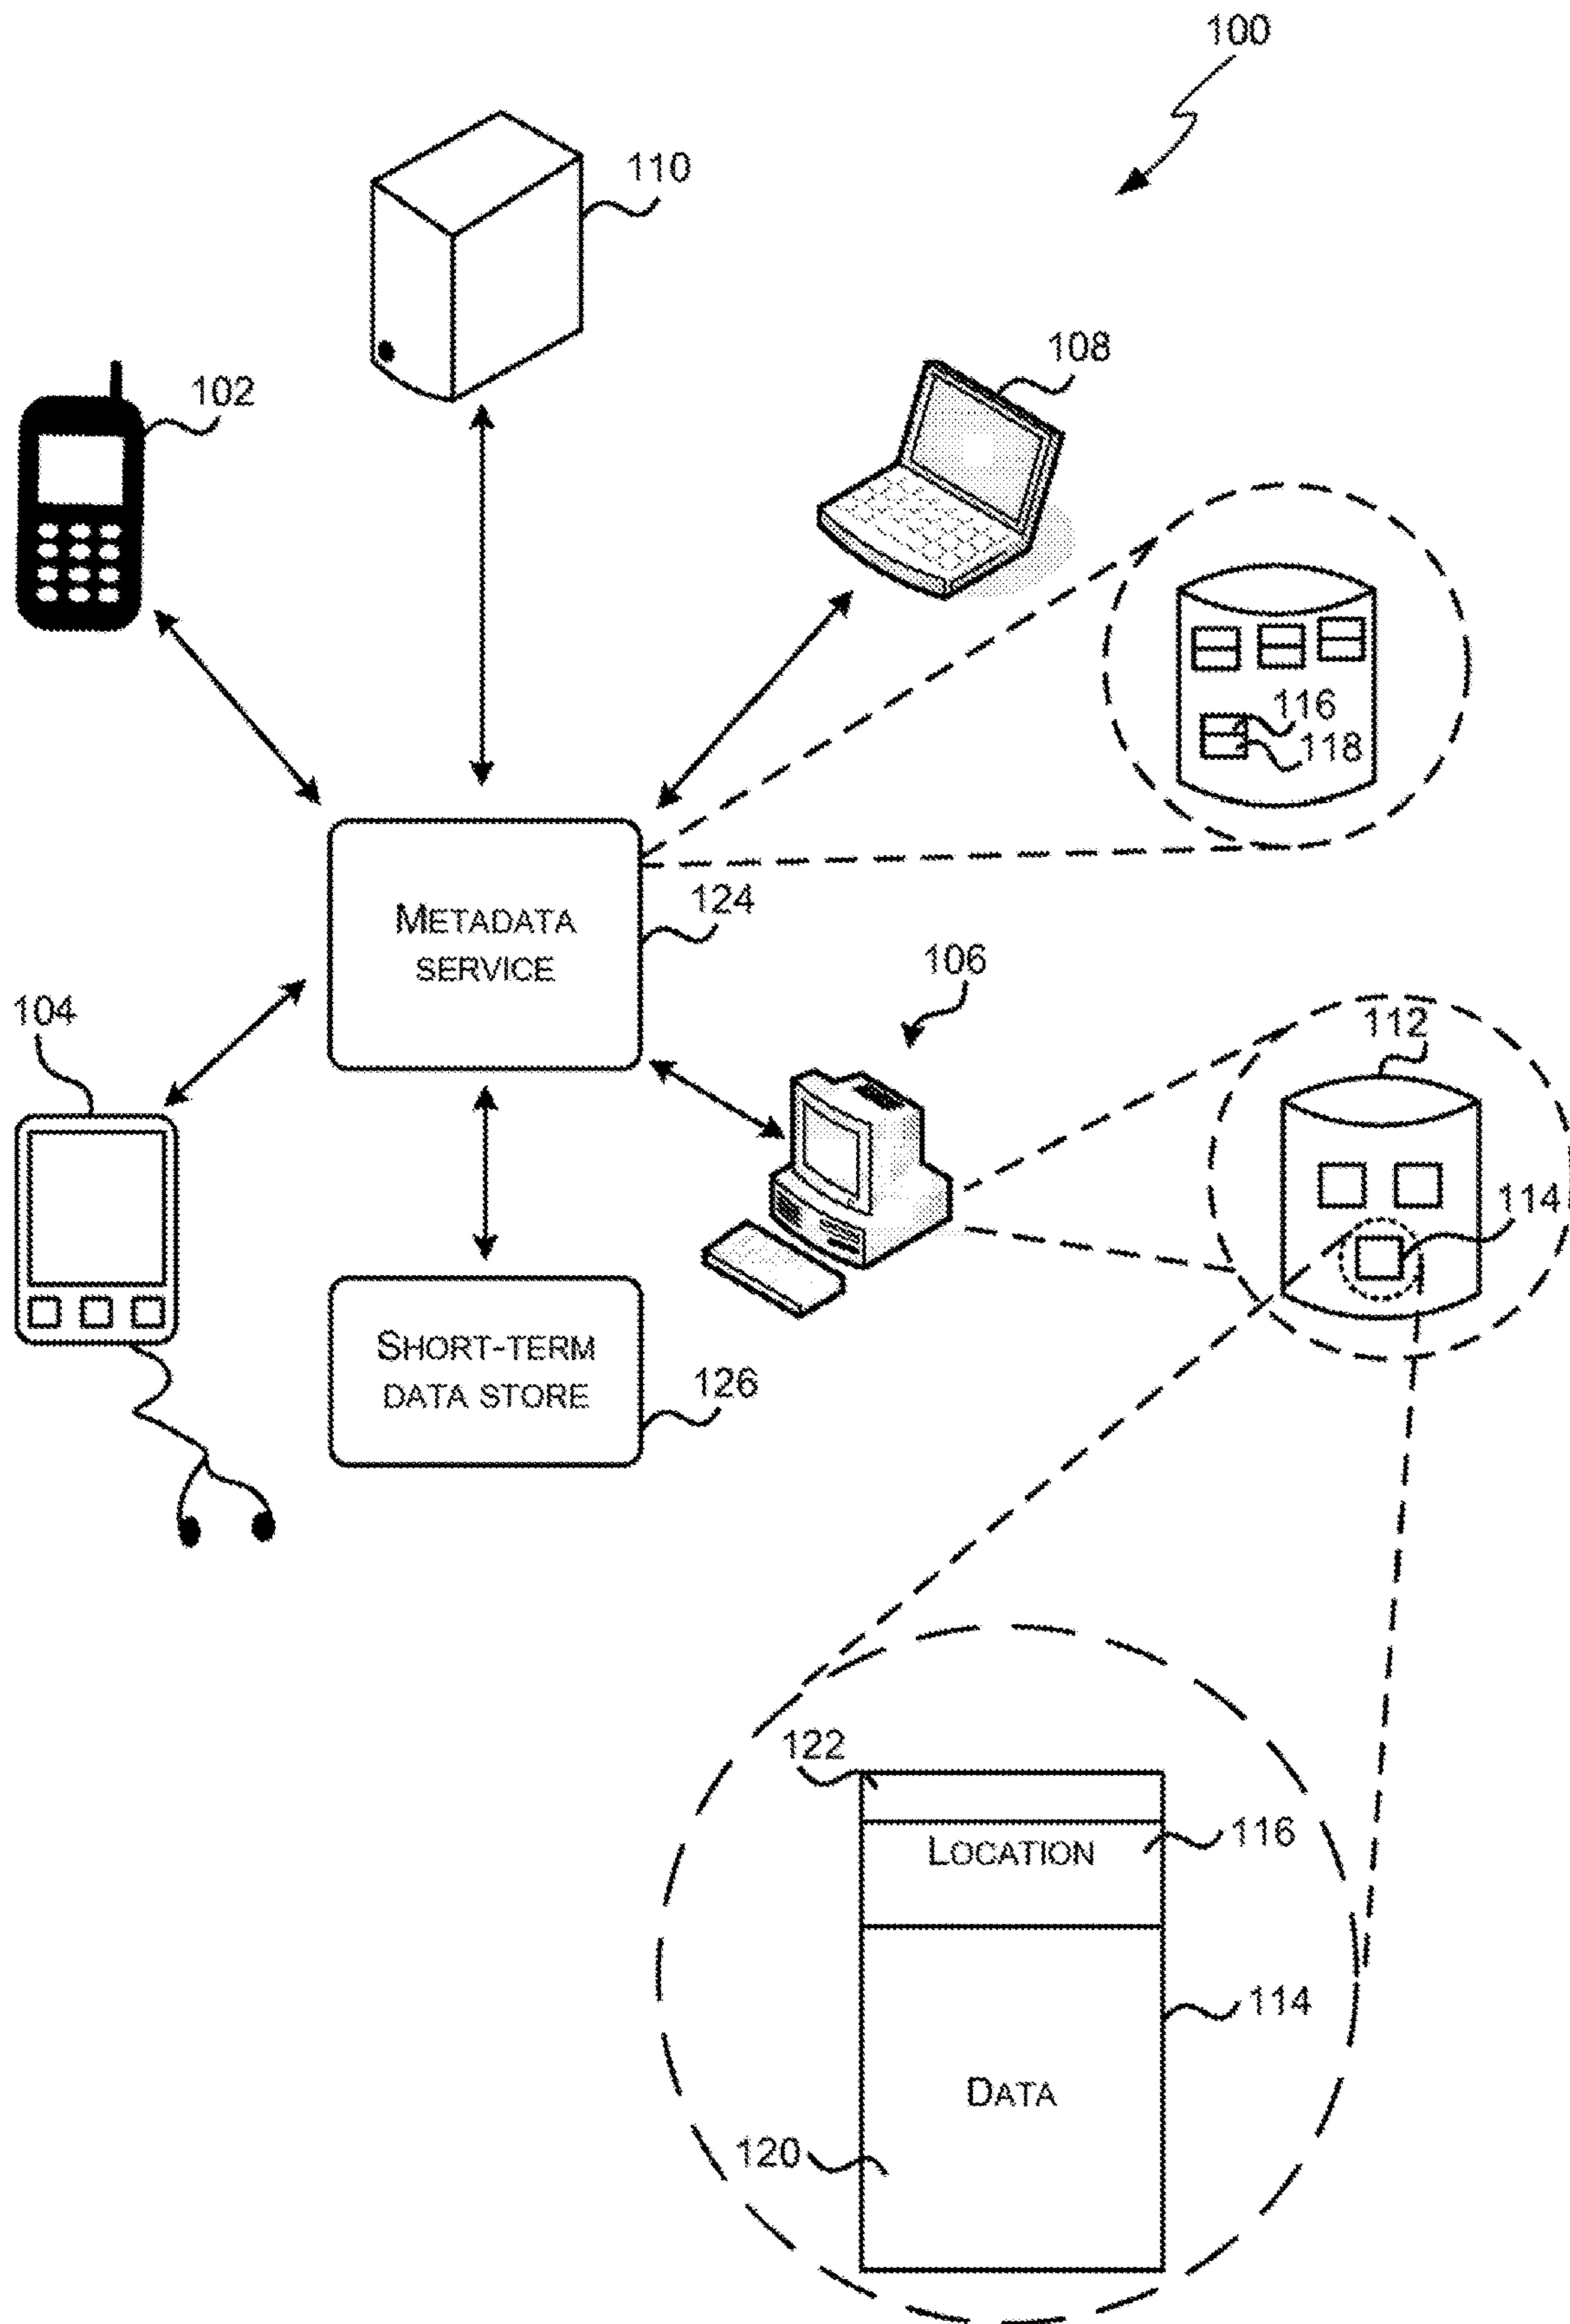 100
110
108
102
116
118
METADATA
SERVICE
124
106
104
112
114
SHORT-TERM
DATA STORE
126
122
LOCATION
116
114
DATA
120